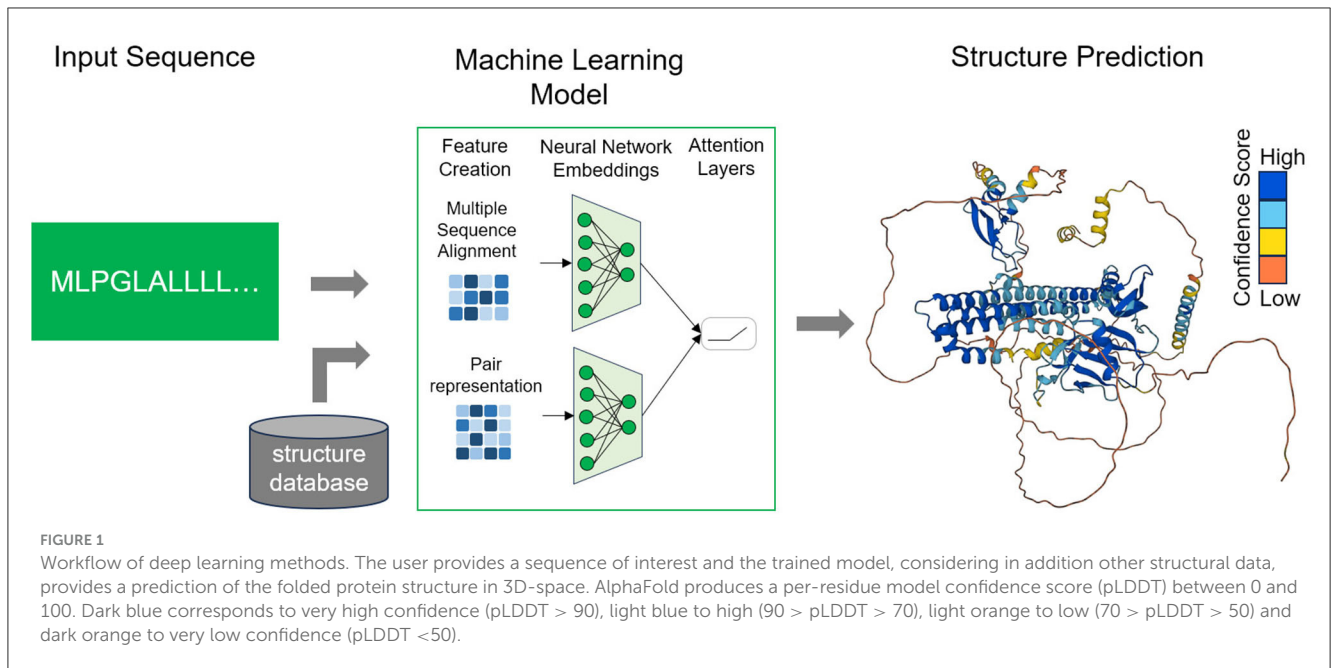 Input Sequence
Machine Learning
Model
Structure Prediction
MLPGLALLLL...
structure
database
Feature
Creation
Neural Network
Embeddings
Attention
Layers
Multiple
Sequence
Alignment
Pair
representation
Confidence Score
High
Low
FIGURE 1
Workflow of deep learning methods. The user provides a sequence of interest and the trained model, considering in addition other structural data,
provides a prediction of the folded protein structure in 3D-space. AlphaFold produces a per-residue model confidence score (pLDDT) between 0 and
100. Dark blue corresponds to very high confidence (pLDDT > 90), light blue to high (90 > pLDDT > 70), light orange to low (70 > pLDDT > 50) and
dark orange to very low confidence (pLDDT <50).